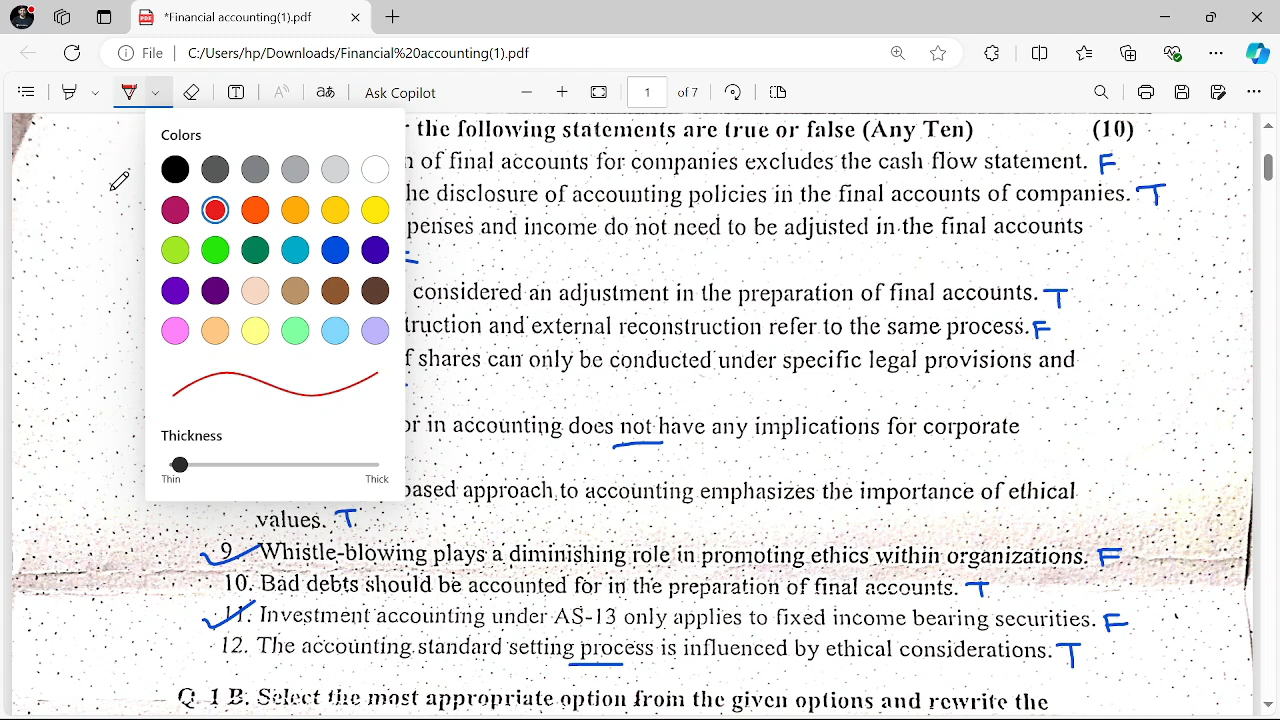 *Financial accounting(1).pdf
File
C:/Users/hp/Downloads/Financial%20accounting(1).pdf
Ask Copilot
1 of 7
Colors
Thickness
Thin Thick
r the following statements are true or false (Any Ten) (10)
n of final accounts for companies excludes the cash flow statement. F
he disclosure of accounting policies in the final accounts of companies. T
penses and income do not need to be adjusted in the final accounts
considered an adjustment in the preparation of final accounts. T
truction and external reconstruction refer to the same process. F
f shares can only be conducted under specific legal provisions and
or in accounting does not have any implications for corporate
based approach to accounting emphasizes the importance of ethical
values. T
9. Whistle-blowing plays a diminishing role in promoting ethics within organizations. F
10. Bad debts should be accounted for in the preparation of final accounts. T
11. Investment accounting under AS-13 only applies to fixed income bearing securities. F
12. The accounting standard setting process is influenced by ethical considerations. T
Q. 1 B. Select the most appropriate option from the given options and rewrite the